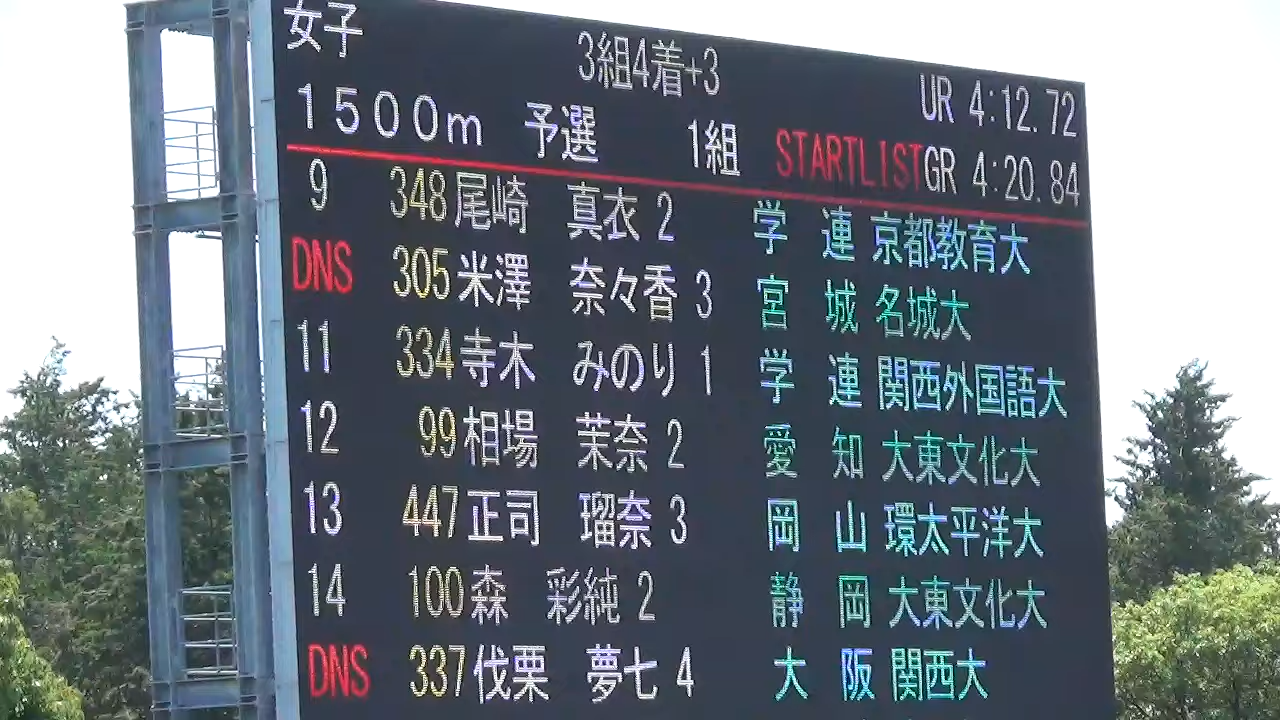 女子 3組4着+3 UR 4:12.72
1500m 予選 1組 STARTLIST GR 4:20.84
9 348 尾崎 真衣 2 学連 京都教育大
DNS 305 米澤 奈々香 3 宮城 名城大
11 334 寺木 みのり 1 学連 関西外国語大
12 99 相場 茉奈 2 愛知 大東文化大
13 447 正司 瑠奈 3 岡山 環太平洋大
14 100 森 彩純 2 静岡 大東文化大
DNS 337 伐栗 夢七 4 大阪 関西大